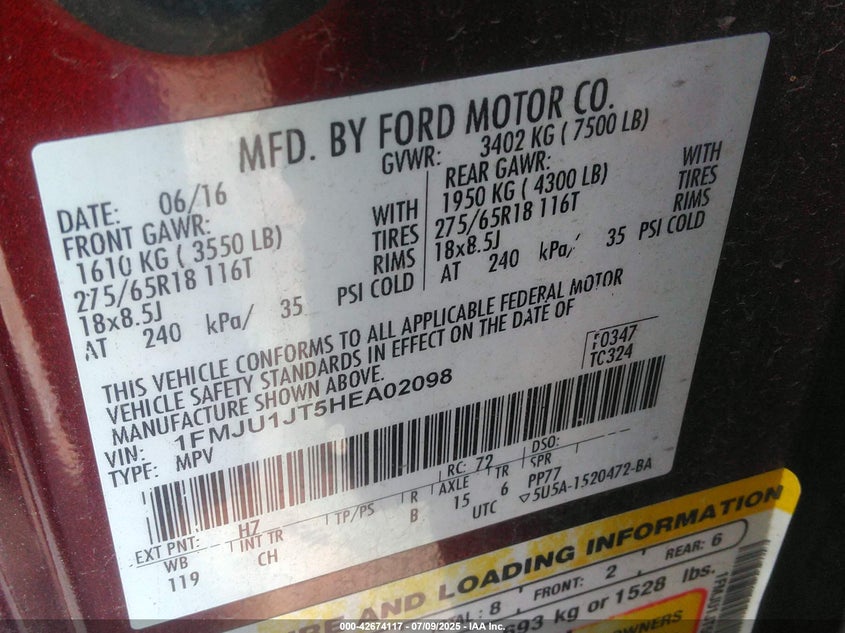 MFD. BY FORD MOTOR CO.
DATE: 06/16
GVWR: 3402 KG ( 7500 LB)
FRONT GAWR:
1610 KG ( 3550 LB) WITH
275/65R18 116T TIRES
18x8.5J RIMS
AT 240 kPa/ 35 PSI COLD
REAR GAWR:
1950 KG ( 4300 LB) WITH
275/65R18 116T TIRES
18x8.5J RIMS
AT 240 kPa/ 35 PSI COLD
THIS VEHICLE CONFORMS TO ALL APPLICABLE FEDERAL MOTOR
VEHICLE SAFETY STANDARDS IN EFFECT ON THE DATE OF
MANUFACTURE SHOWN ABOVE.
F0347
TC324
VIN: 1FMJU1JT5HEA02098
TYPE: MPV
EXT PNT: H7 RC: 72 DSO:
WB INT TR TP/PS R AXLE TR SPR
119 CH B 15 6 PP77
UTC ▽5U5A-1520472-BA
AND LOADING INFORMATION
8 FRONT: 2 REAR: 6
693 kg or 1528 lbs.
OWNERS
000-42674117 - 07/09/2025 - IAA Inc.